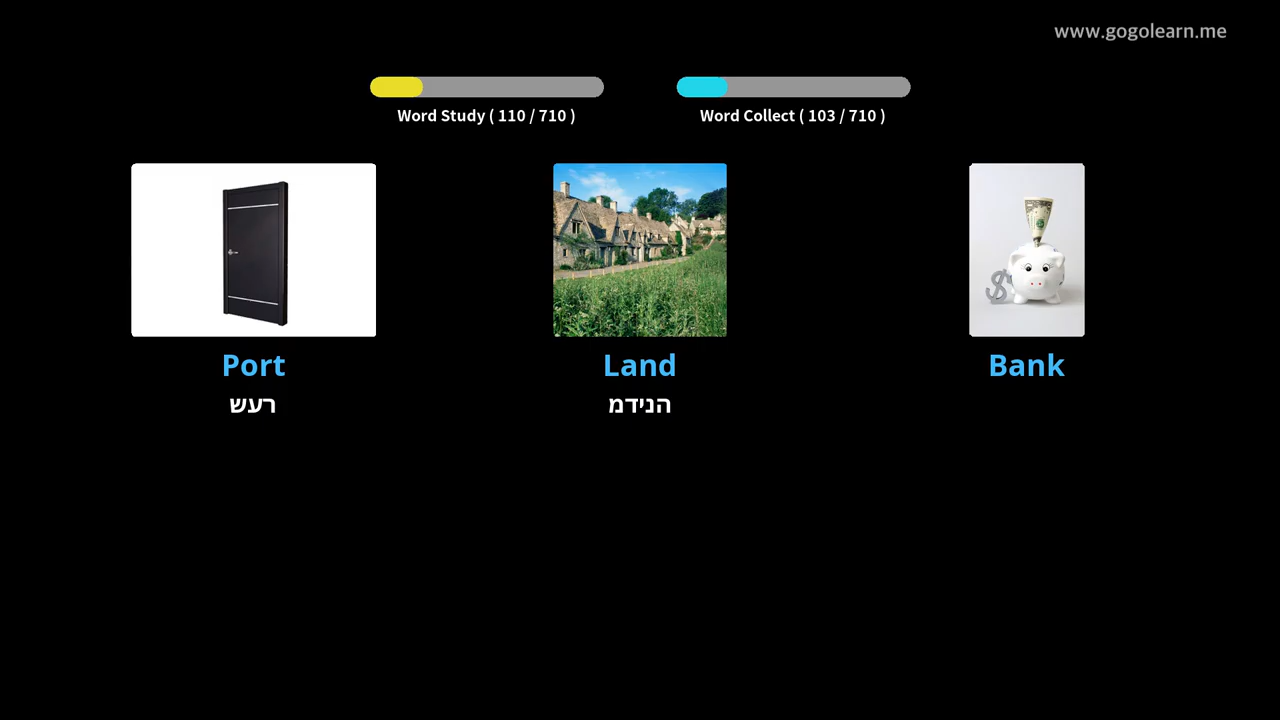 www.gogolearn.me
Word Study ( 110 / 710 )
Word Collect ( 103 / 710 )
Port
Land
Bank
רעש
הנידמ